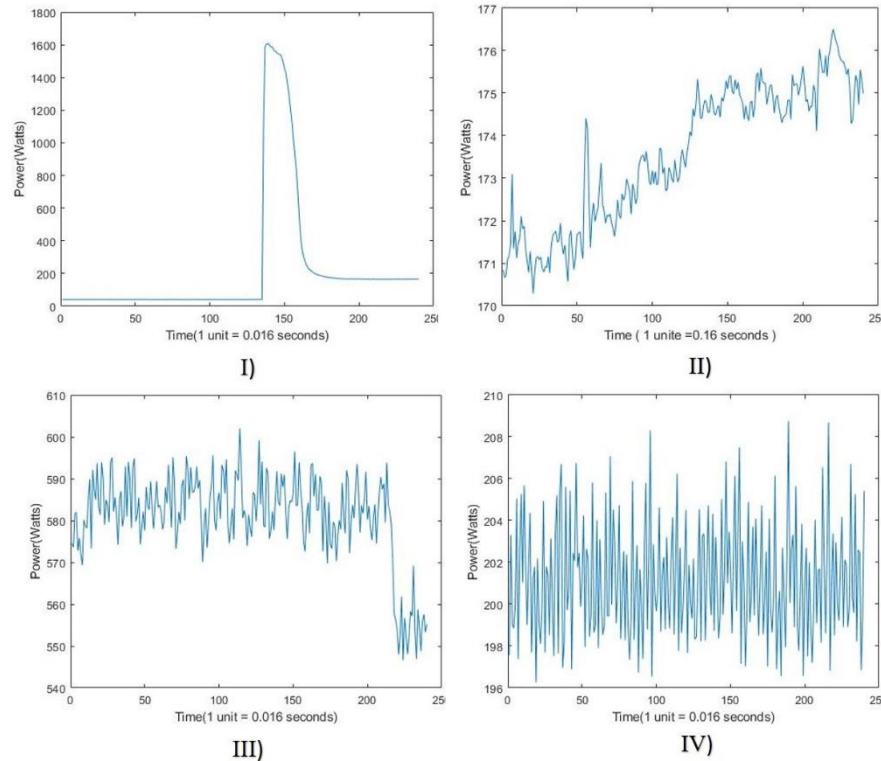 1800
1600
1400
1200
1000
800
600
400
200
0
Power(Watts)
0 50 100 150 200 250
Time(1 unit = 0.016 seconds)
I)
177
176
175
174
173
172
171
170
Power(Watts)
0 50 100 150 200 250
Time ( 1 unite =0.16 seconds )
II)
610
600
590
580
570
560
550
540
Power(Watts)
0 50 100 150 200 250
Time(1 unit = 0.016 seconds)
III)
210
208
206
204
202
200
198
196
Power(Watts)
0 50 100 150 200 250
Time(1 unit = 0.016 seconds)
IV)